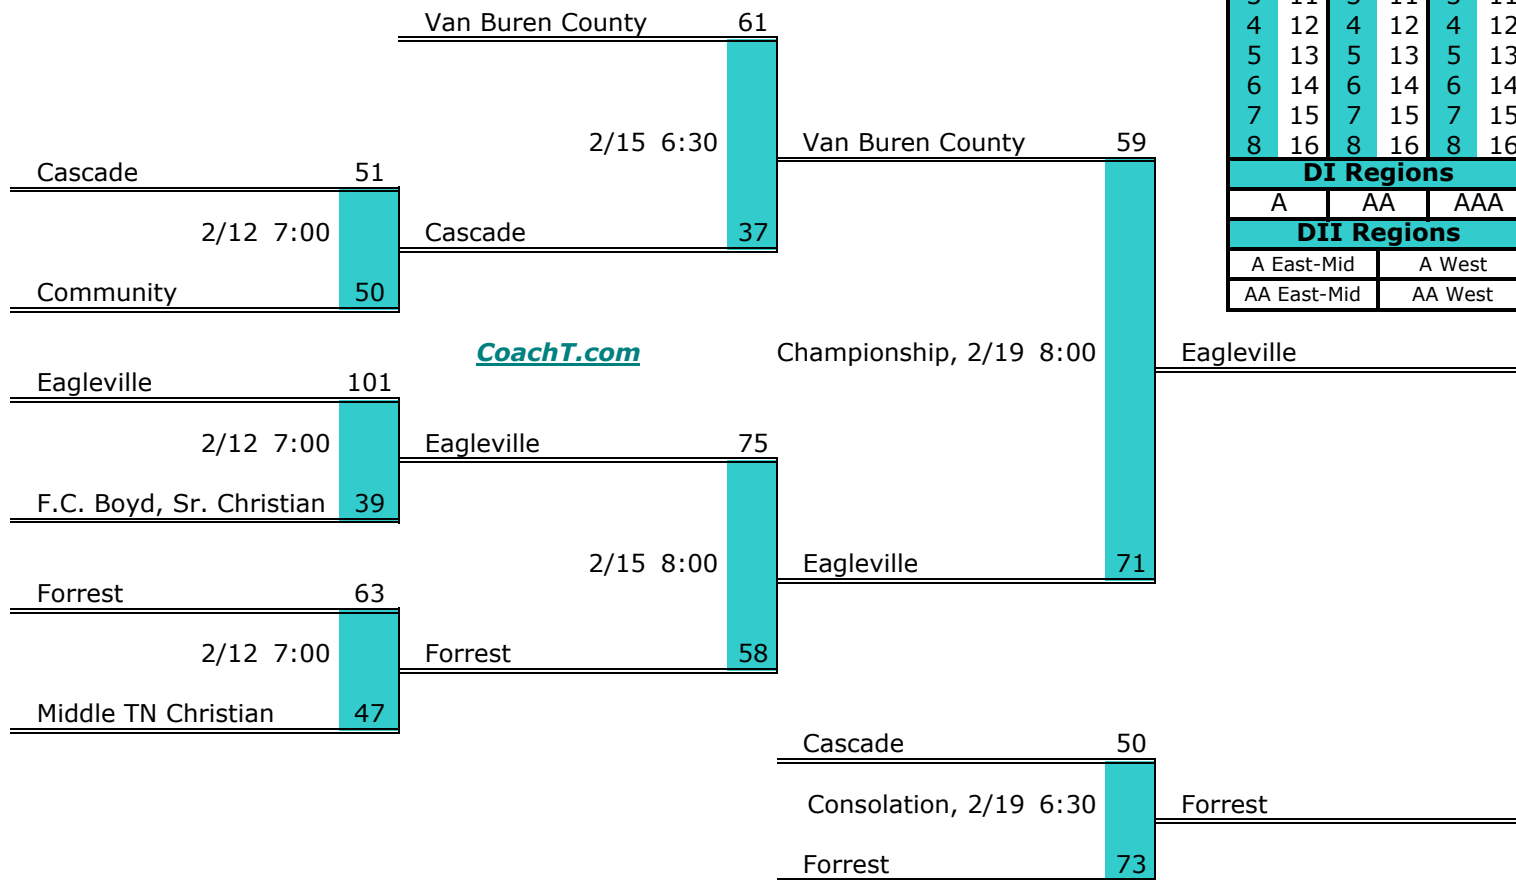 Van Buren County 61
2/15 6:30
Van Buren County 59
Cascade 51
2/12 7:00
Cascade 37
Community 50
CoachT.com
Championship, 2/19 8:00
Eagleville
Eagleville 101
2/12 7:00
Eagleville 75
F.C. Boyd, Sr. Christian 39
2/15 8:00
Eagleville 71
Forrest 63
2/12 7:00
Forrest 58
Middle TN Christian 47
Cascade 50
Consolation, 2/19 6:30
Forrest
Forrest 73
4 12 4 12 4 12
5 13 5 13 5 13
6 14 6 14 6 14
7 15 7 15 7 15
8 16 8 16 8 16
DI Regions
A AA AAA
DII Regions
A East-Mid A West
AA East-Mid AA West